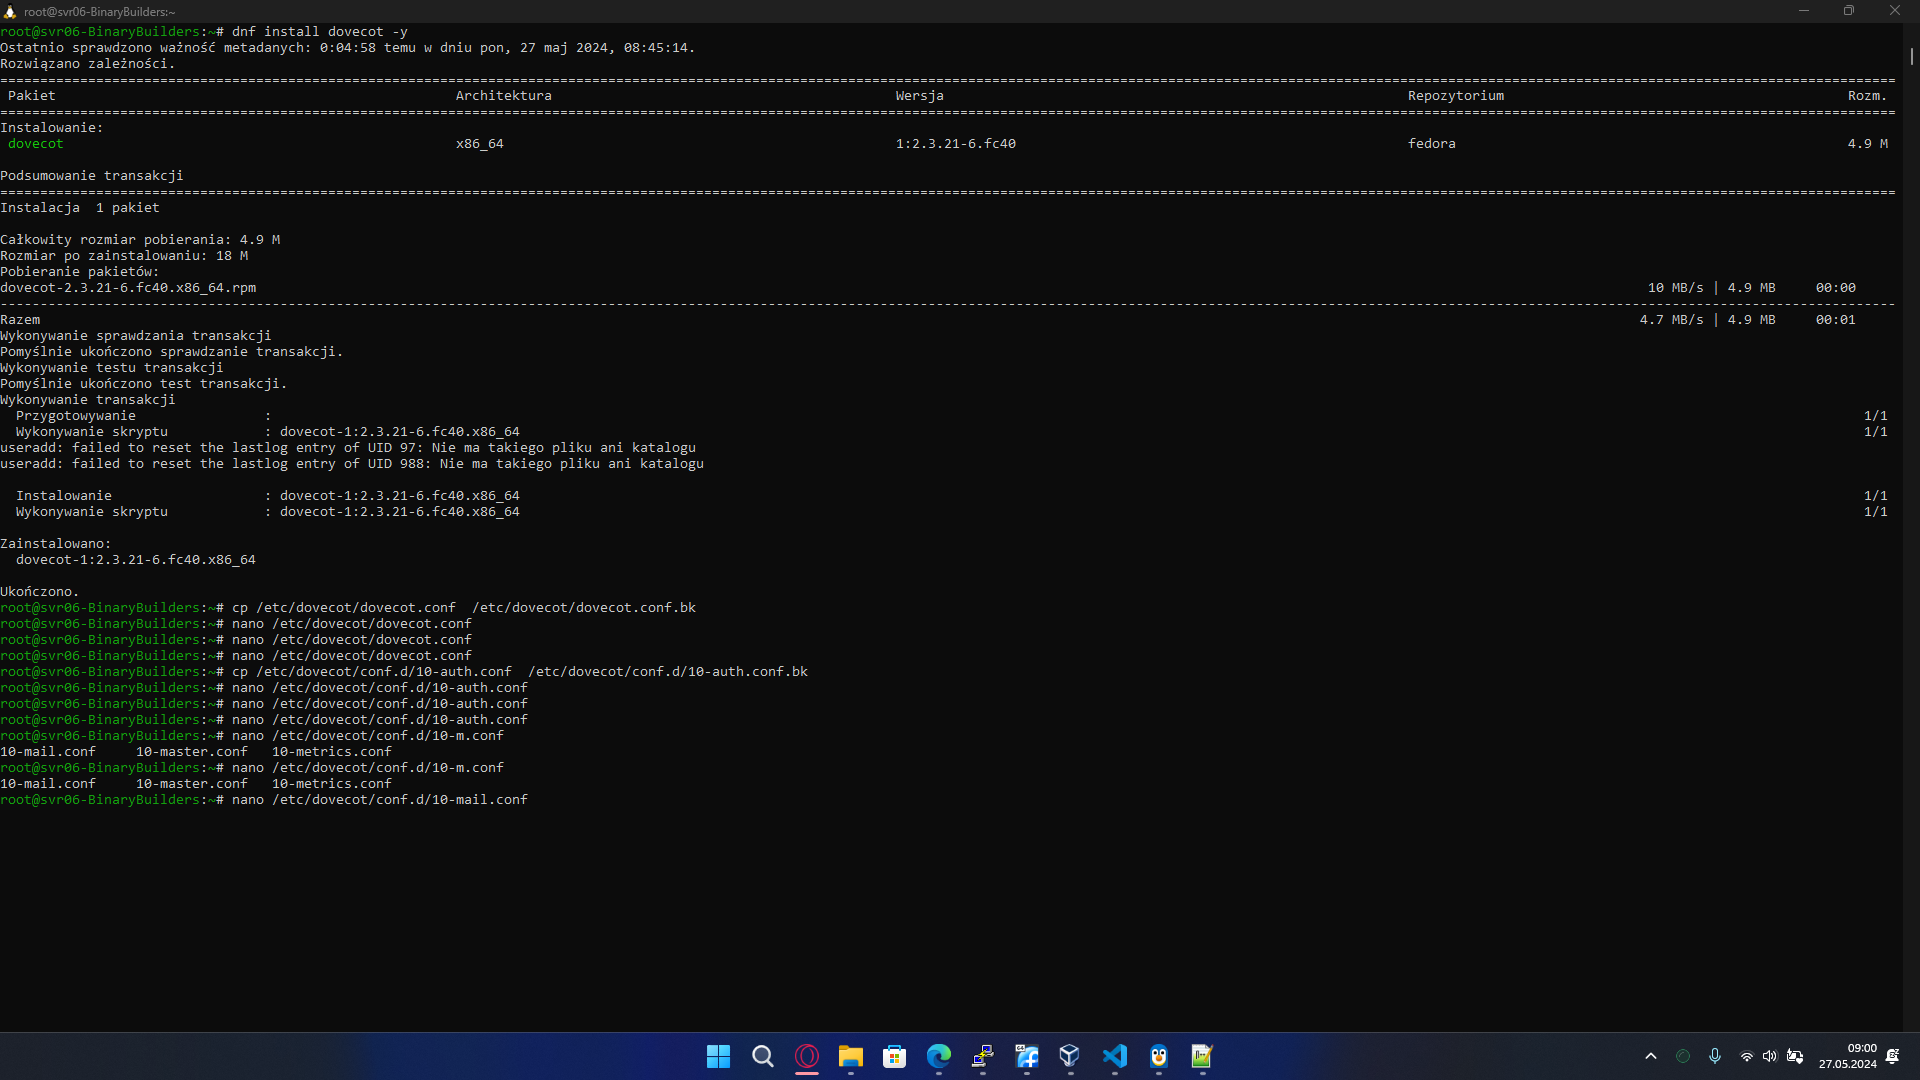 root@svr06-BinaryBuilders:~
root@svr06-BinaryBuilders:~# dnf install dovecot -y
Ostatnio sprawdzono ważność metadanych: 0:04:58 temu w dniu pon, 27 maj 2024, 08:45:14.
Rozwiązano zależności.
Pakiet Architektura Wersja Repozytorium Rozm.
Instalowanie:
dovecot x86_64 1:2.3.21-6.fc40 fedora 4.9 M
Podsumowanie transakcji
Instalacja  1 pakiet
Całkowity rozmiar pobierania: 4.9 M
Rozmiar po zainstalowaniu: 18 M
Pobieranie pakietów:
dovecot-2.3.21-6.fc40.x86_64.rpm 10 MB/s | 4.9 MB 00:00
Razem 4.7 MB/s | 4.9 MB 00:01
Wykonywanie sprawdzania transakcji
Pomyślnie ukończono sprawdzanie transakcji.
Wykonywanie testu transakcji
Pomyślnie ukończono test transakcji.
Wykonywanie transakcji
Przygotowywanie : 1/1
Wykonywanie skryptu : dovecot-1:2.3.21-6.fc40.x86_64 1/1
useradd: failed to reset the lastlog entry of UID 97: Nie ma takiego pliku ani katalogu
useradd: failed to reset the lastlog entry of UID 988: Nie ma takiego pliku ani katalogu
Instalowanie : dovecot-1:2.3.21-6.fc40.x86_64 1/1
Wykonywanie skryptu : dovecot-1:2.3.21-6.fc40.x86_64 1/1
Zainstalowano:
dovecot-1:2.3.21-6.fc40.x86_64
Ukończono.
root@svr06-BinaryBuilders:~# cp /etc/dovecot/dovecot.conf  /etc/dovecot/dovecot.conf.bk
root@svr06-BinaryBuilders:~# nano /etc/dovecot/dovecot.conf
root@svr06-BinaryBuilders:~# nano /etc/dovecot/dovecot.conf
root@svr06-BinaryBuilders:~# nano /etc/dovecot/dovecot.conf
root@svr06-BinaryBuilders:~# cp /etc/dovecot/conf.d/10-auth.conf  /etc/dovecot/conf.d/10-auth.conf.bk
root@svr06-BinaryBuilders:~# nano /etc/dovecot/conf.d/10-auth.conf
root@svr06-BinaryBuilders:~# nano /etc/dovecot/conf.d/10-auth.conf
root@svr06-BinaryBuilders:~# nano /etc/dovecot/conf.d/10-auth.conf
root@svr06-BinaryBuilders:~# nano /etc/dovecot/conf.d/10-m.conf
10-mail.conf 10-master.conf 10-metrics.conf
root@svr06-BinaryBuilders:~# nano /etc/dovecot/conf.d/10-m.conf
10-mail.conf 10-master.conf 10-metrics.conf
root@svr06-BinaryBuilders:~# nano /etc/dovecot/conf.d/10-mail.conf
09:00
27.05.2024